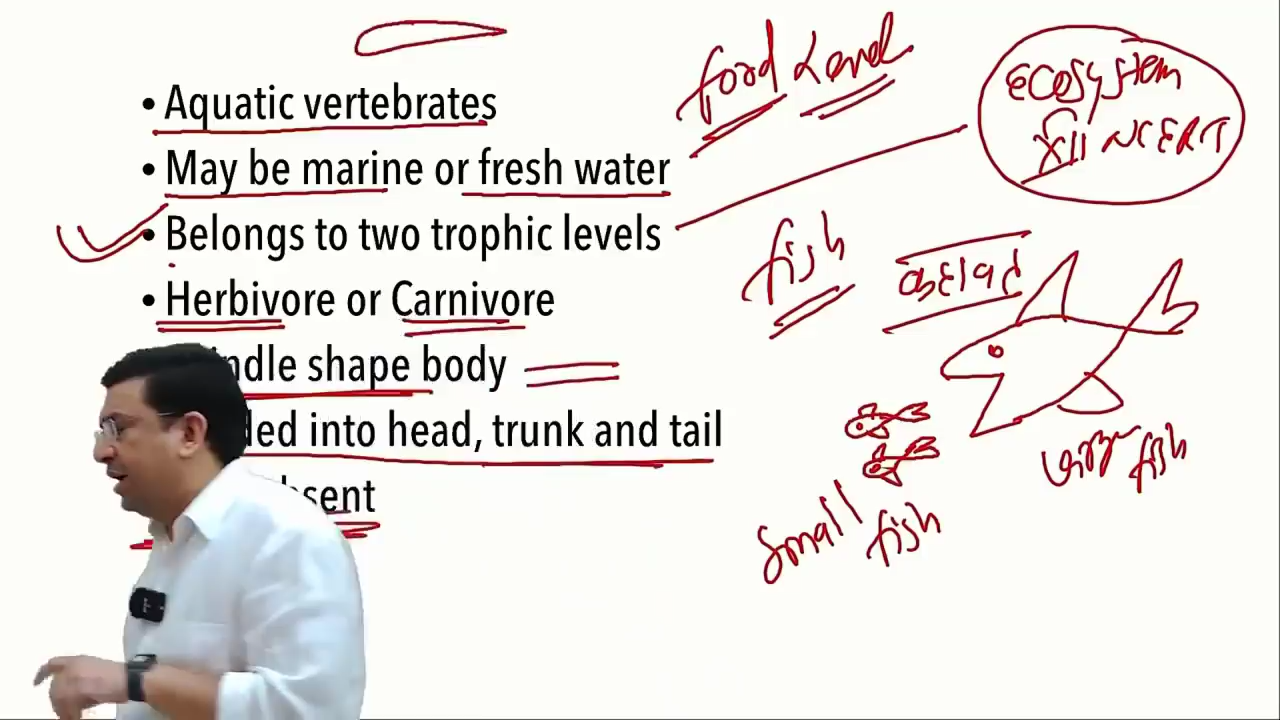 • Aquatic vertebrates
• May be marine or fresh water
• Belongs to two trophic levels
• Herbivore or Carnivore
ndle shape body
ded into head, trunk and tail
bsent
food Level
ecosystem
XII NCERT
fish
small fish
fish